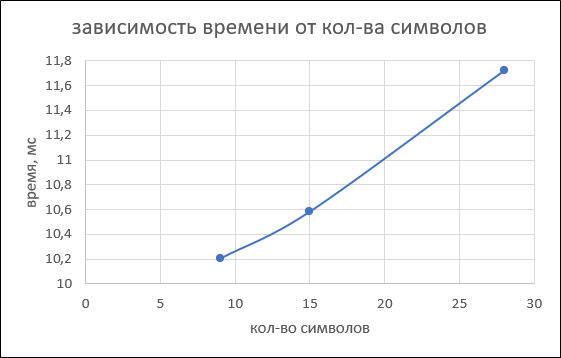 зависимость времени от кол-ва символов
11,8
11,6
11,4
11,2
11
10,8
10,6
10,4
10,2
10
время, мс
0 5 10 15 20 25 30
кол-во символов